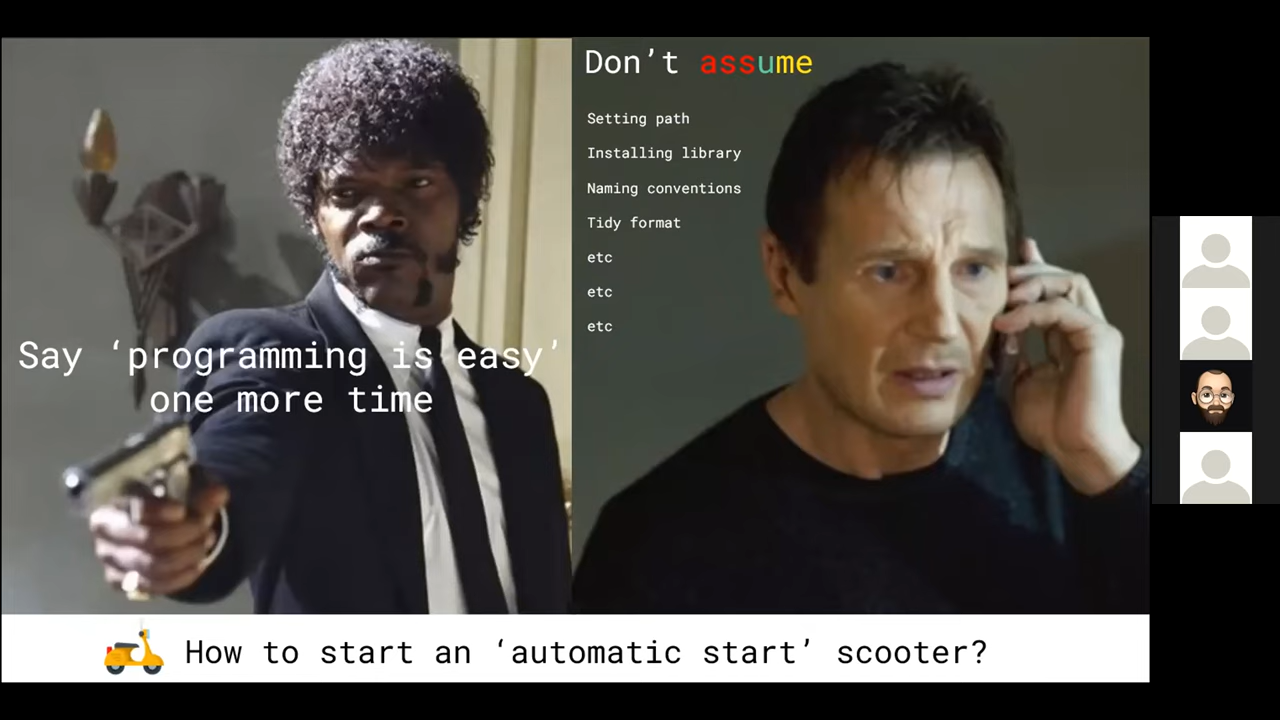 Say ‘programming is easy’
one more time
Don’t assume
Setting path
Installing library
Naming conventions
Tidy format
etc
etc
etc
How to start an ‘automatic start’ scooter?